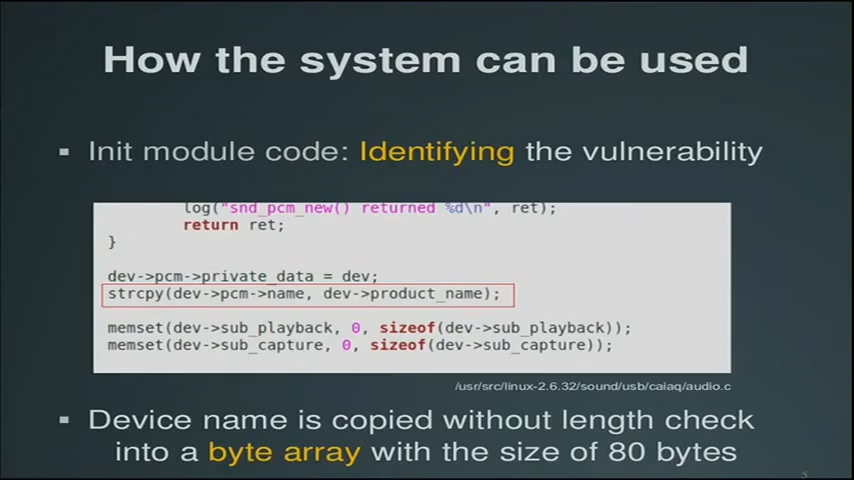 How the system can be used
▪ Init module code: Identifying the vulnerability
log("snd_pcm_new() returned %d\n", ret);
return ret;
}
dev->pcm->private_data = dev;
strcpy(dev->pcm->name, dev->product_name);
memset(dev->sub_playback, 0, sizeof(dev->sub_playback));
memset(dev->sub_capture, 0, sizeof(dev->sub_capture));
/usr/src/linux-2.6.32/sound/usb/caiaq/audio.c
▪ Device name is copied without length check
into a byte array with the size of 80 bytes
5